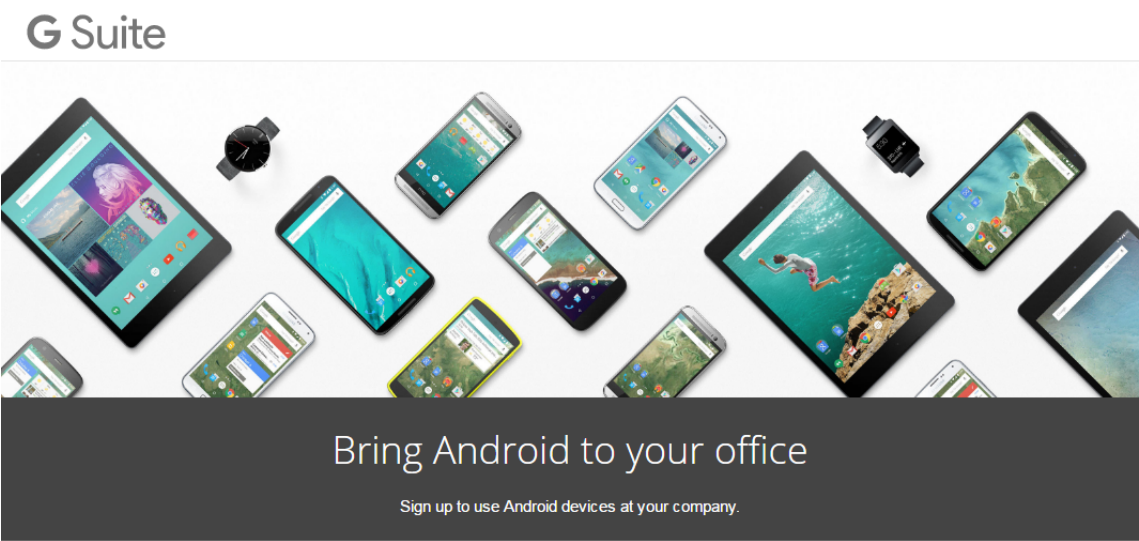 G Suite
Bring Android to your office
Sign up to use Android devices at your company.